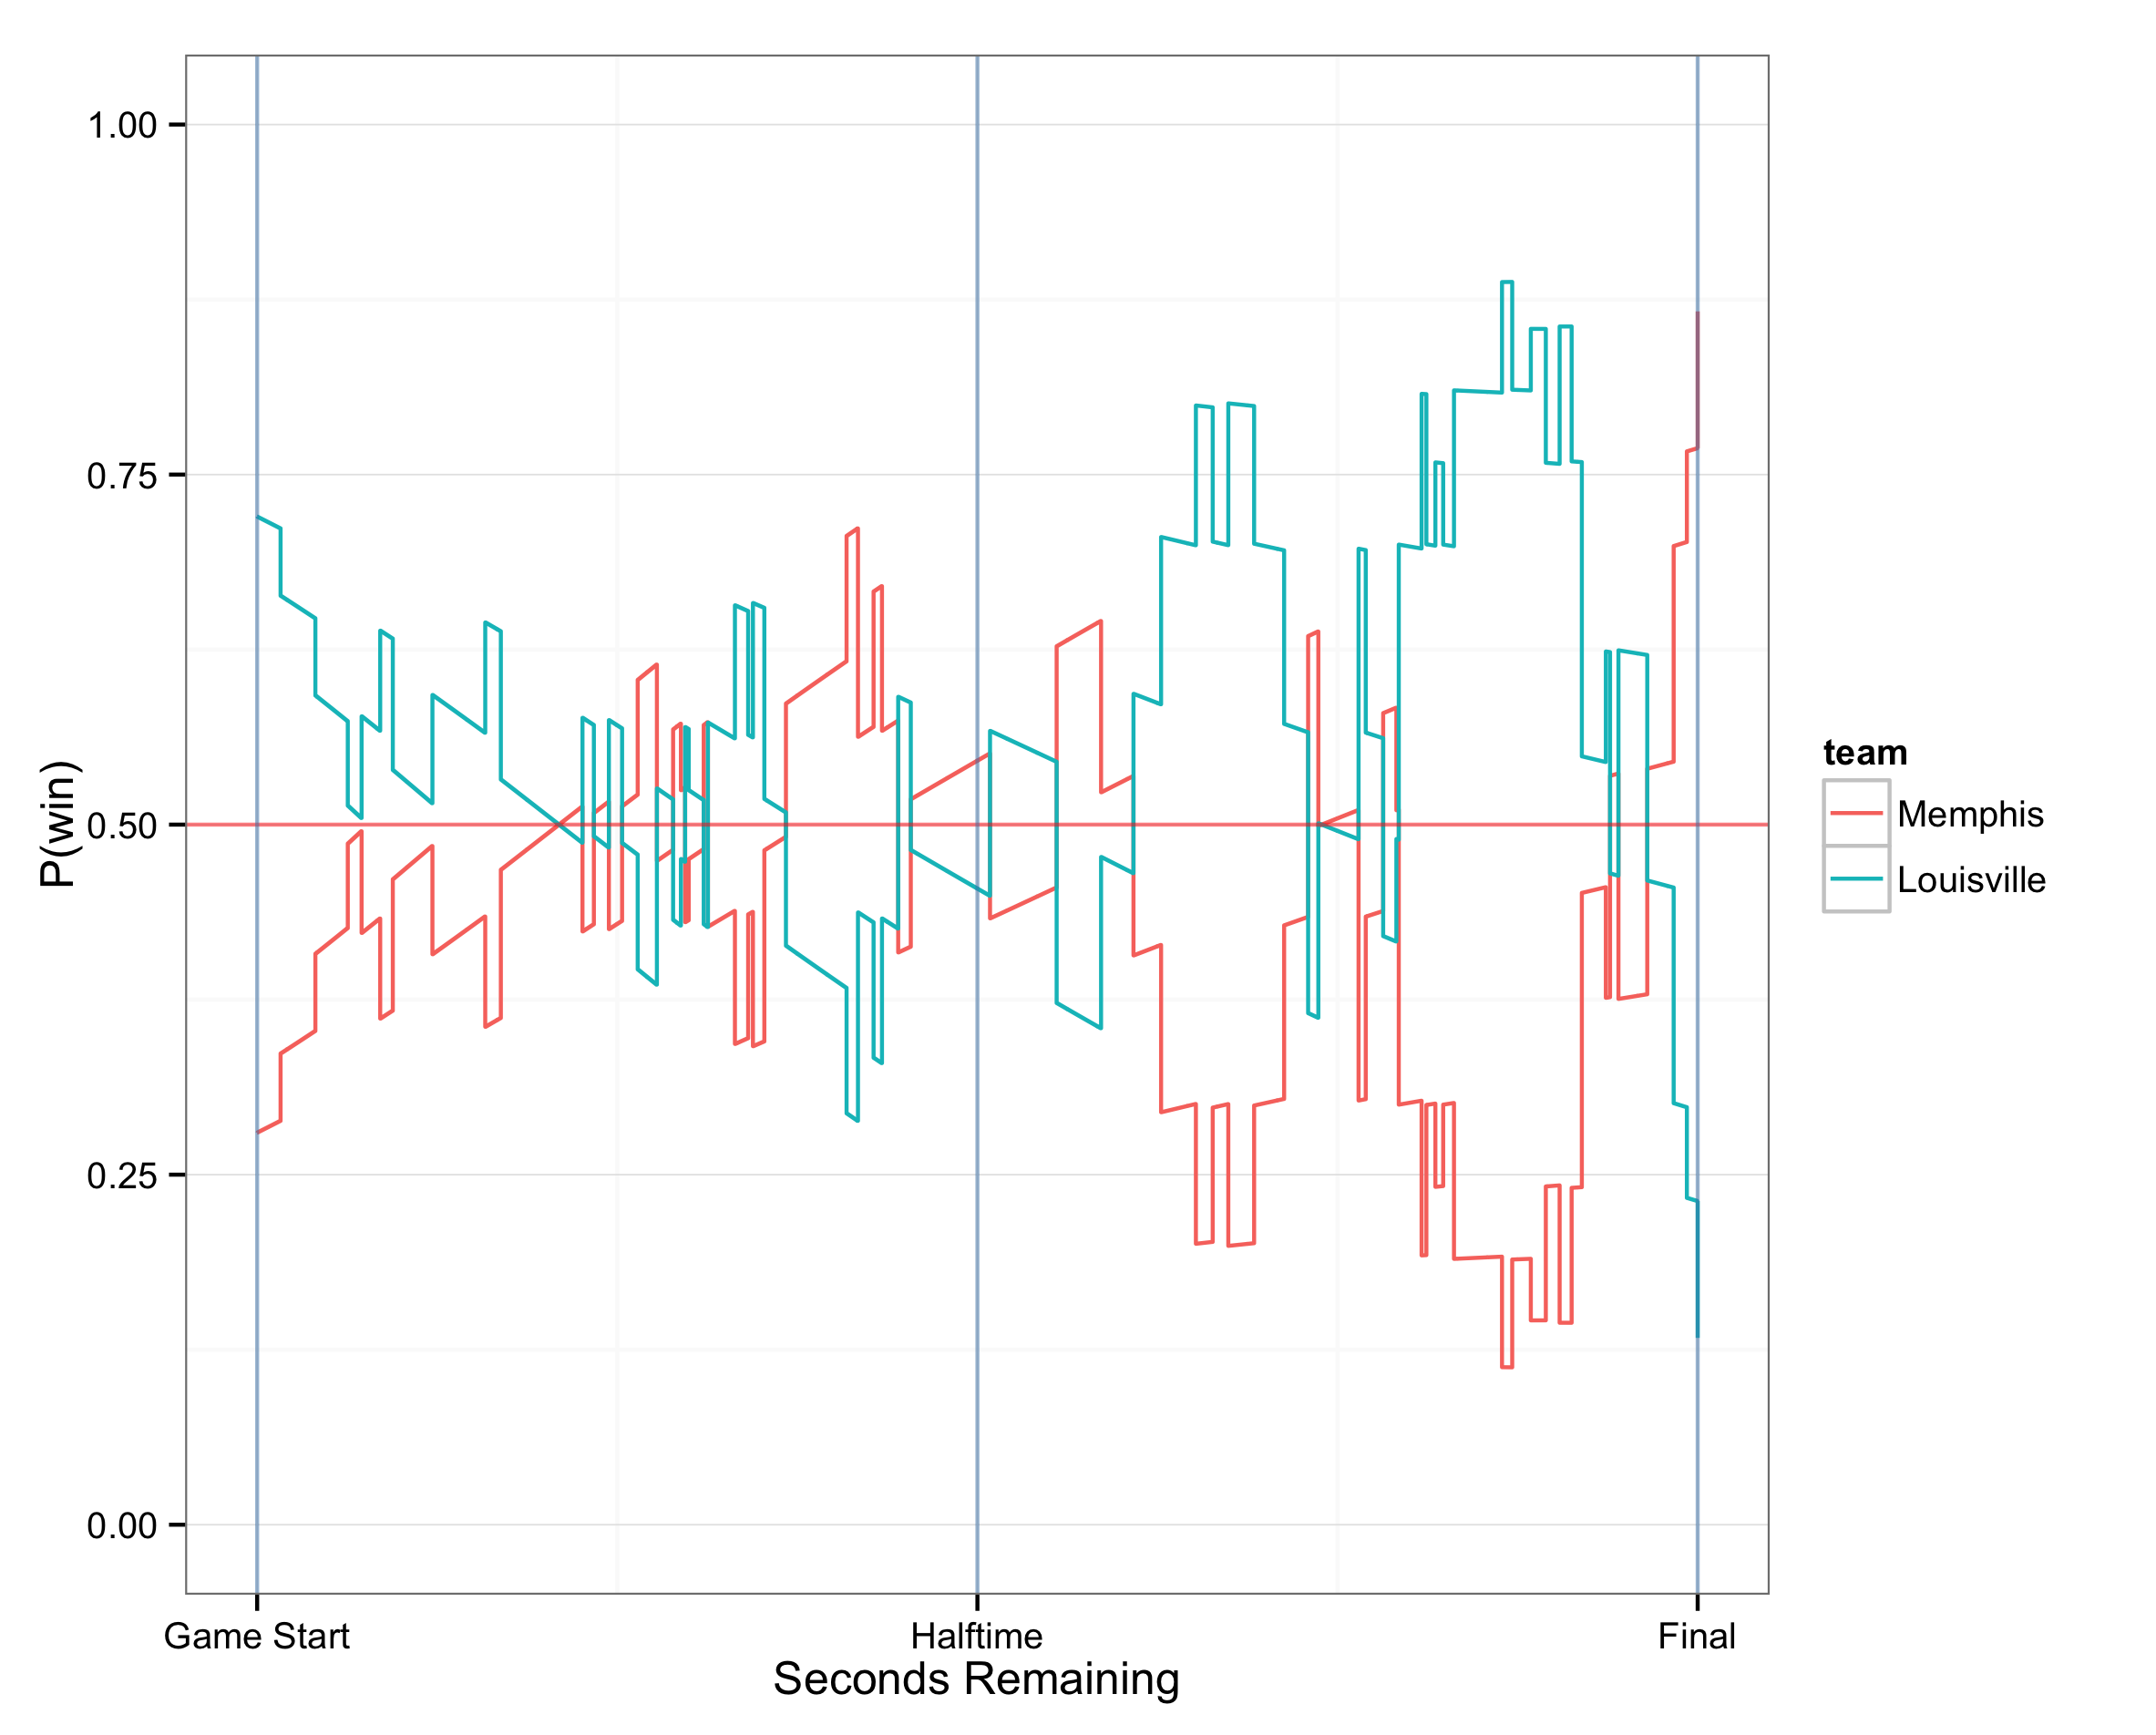 1.00
0.75
0.50
0.25
0.00
P(win)
Game Start
Halftime
Final
Seconds Remaining
team
Memphis
Louisville